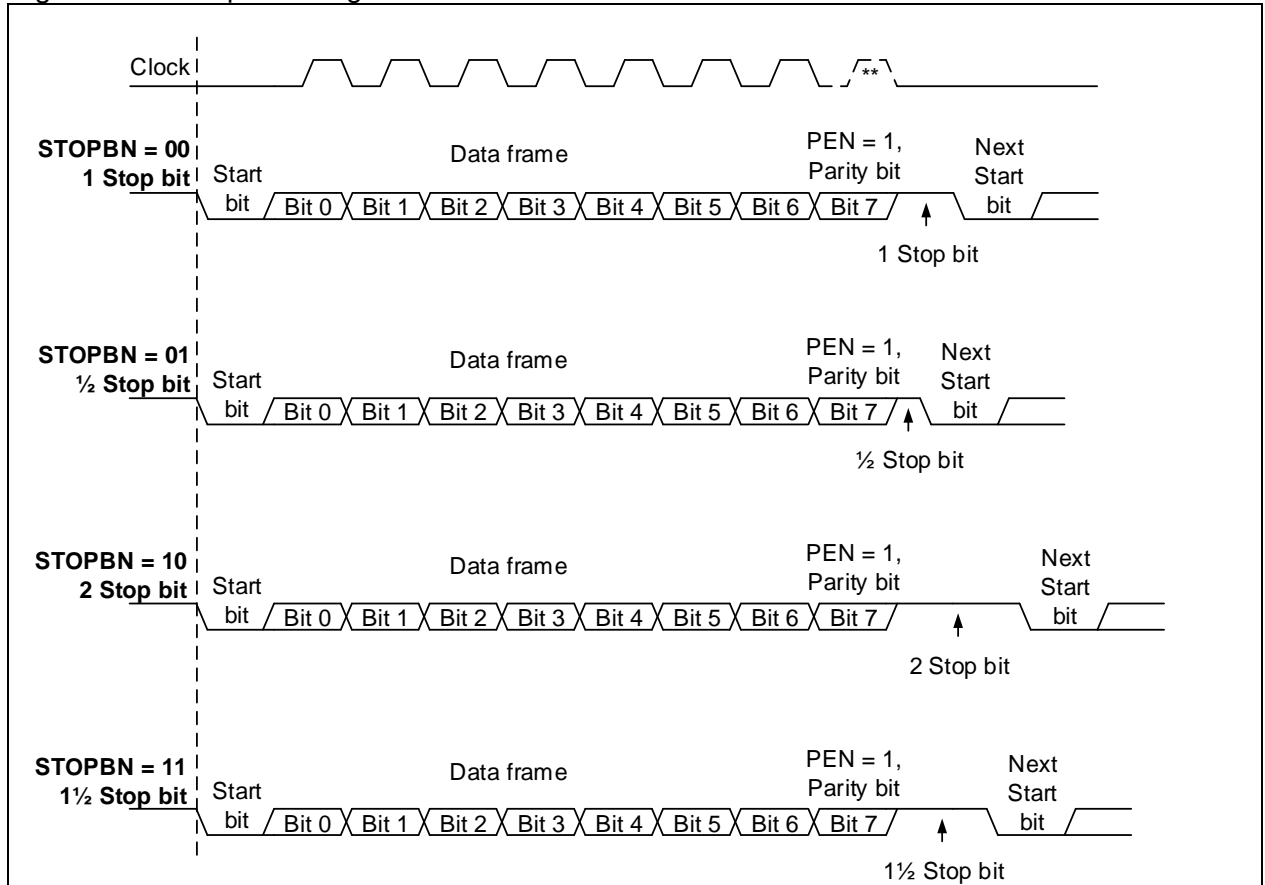 Clock
**
STOPBN = 00
1 Stop bit
Start
bit
Data frame
PEN = 1,
Parity bit
Next
Start
bit
Bit 0 Bit 1 Bit 2 Bit 3 Bit 4 Bit 5 Bit 6 Bit 7
1 Stop bit
STOPBN = 01
½ Stop bit
Start
bit
Data frame
PEN = 1,
Parity bit
Next
Start
bit
Bit 0 Bit 1 Bit 2 Bit 3 Bit 4 Bit 5 Bit 6 Bit 7
½ Stop bit
STOPBN = 10
2 Stop bit
Start
bit
Data frame
PEN = 1,
Parity bit
Next
Start
bit
Bit 0 Bit 1 Bit 2 Bit 3 Bit 4 Bit 5 Bit 6 Bit 7
2 Stop bit
STOPBN = 11
1½ Stop bit
Start
bit
Data frame
PEN = 1,
Parity bit
Next
Start
bit
Bit 0 Bit 1 Bit 2 Bit 3 Bit 4 Bit 5 Bit 6 Bit 7
1½ Stop bit